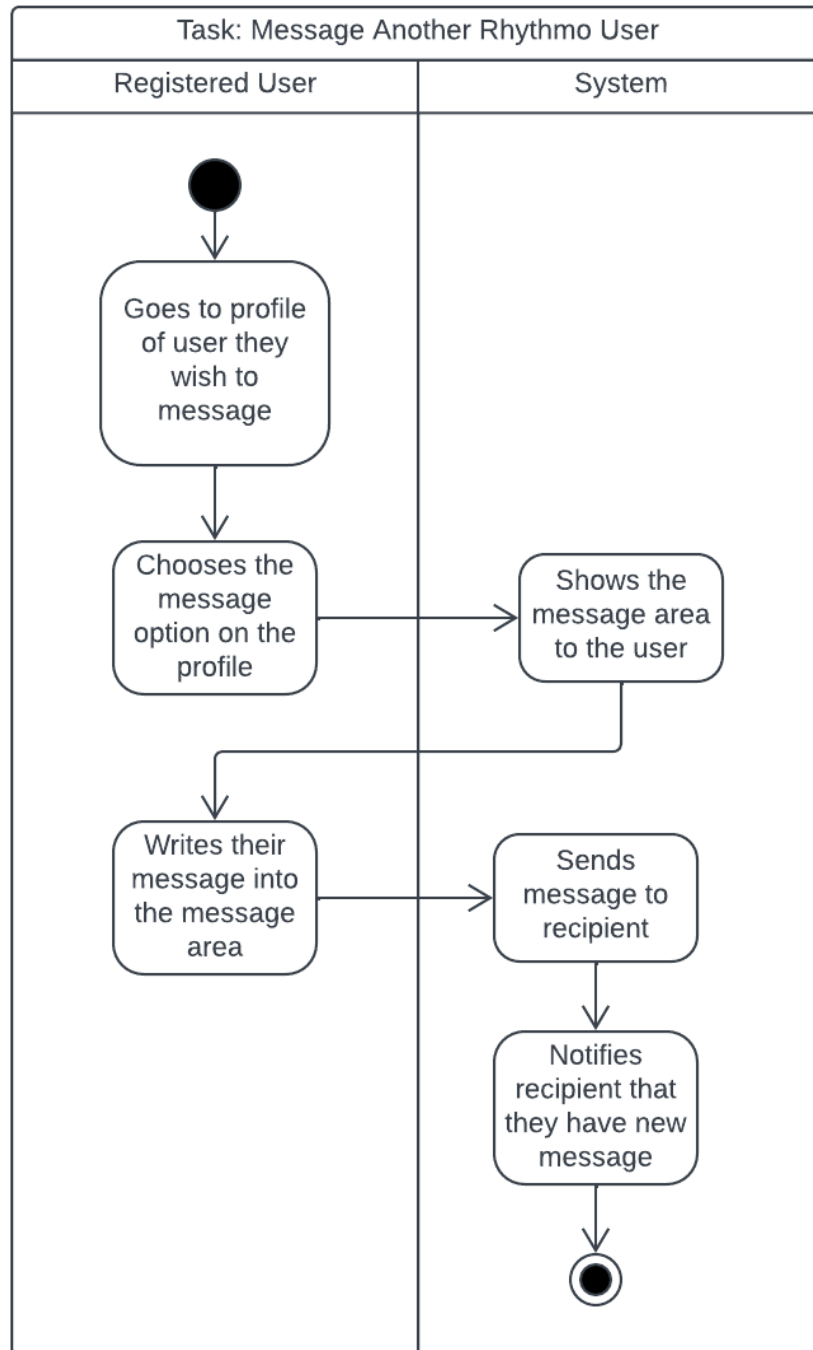 Task: Message Another Rhythmo User
Registered User
System
Goes to profile
of user they
wish to
message
Chooses the
message
option on the
profile
Shows the
message area
to the user
Writes their
message into
the message
area
Sends
message to
recipient
Notifies
recipient that
they have new
message